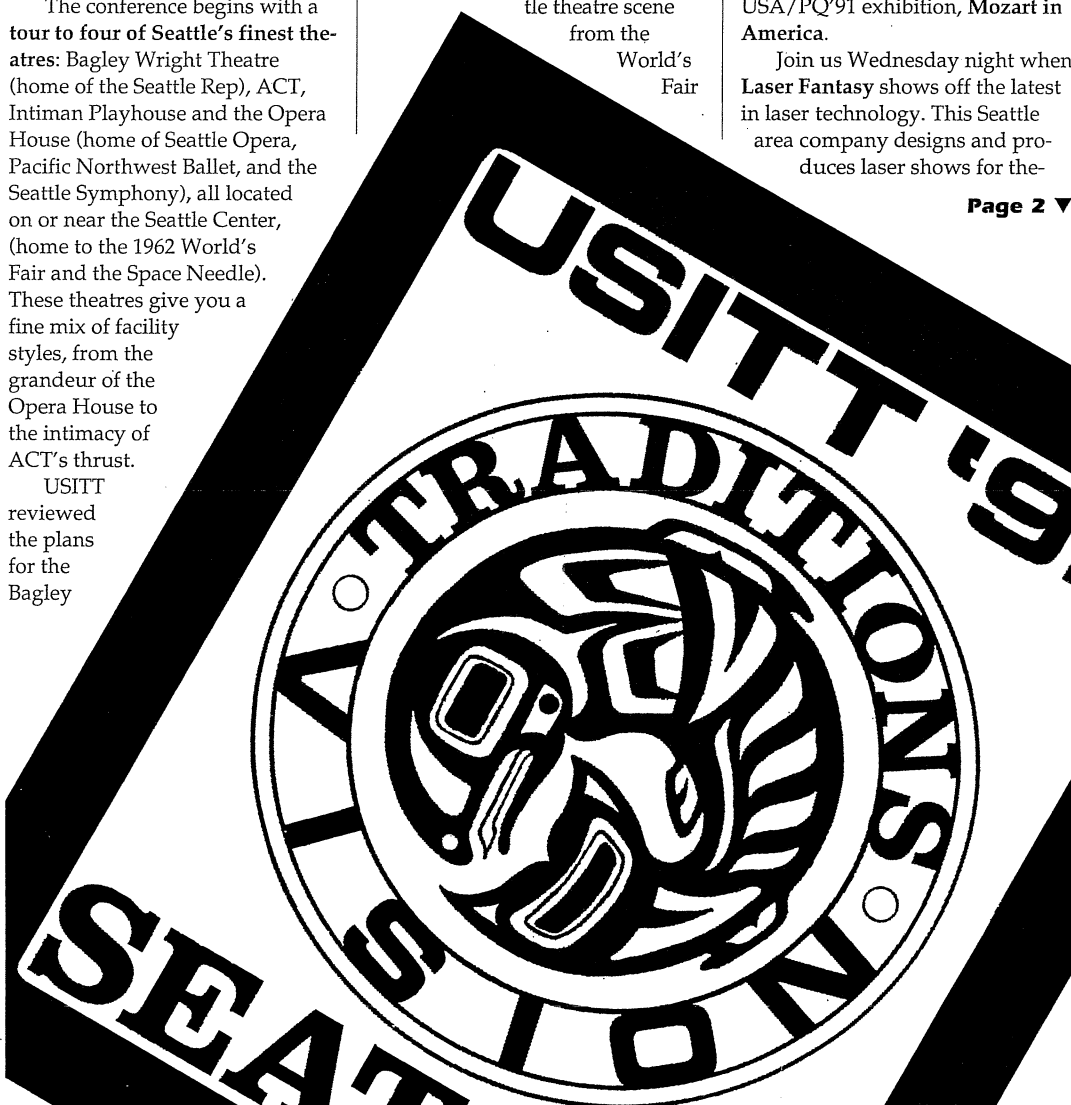 The conference begins with a
tour to four of Seattle's finest the-
atres: Bagley Wright Theatre
(home of the Seattle Rep), ACT,
Intiman Playhouse and the Opera
House (home of Seattle Opera,
Pacific Northwest Ballet, and the
Seattle Symphony), all located
on or near the Seattle Center,
(home to the 1962 World's
Fair and the Space Needle).
These theatres give you a
fine mix of facility
styles, from the
grandeur of the
Opera House to
the intimacy of
ACT's thrust.
USITT
reviewed
the plans
for the
Bagley
tle theatre scene
from the
World's
Fair
USA/PQ'91 exhibition, Mozart in
America.
Join us Wednesday night when
Laser Fantasy shows off the latest
in laser technology. This Seattle
area company designs and pro-
duces laser shows for the-
Page 2 ▼
USITT '9
TRADITIONS
VISION
SEAT